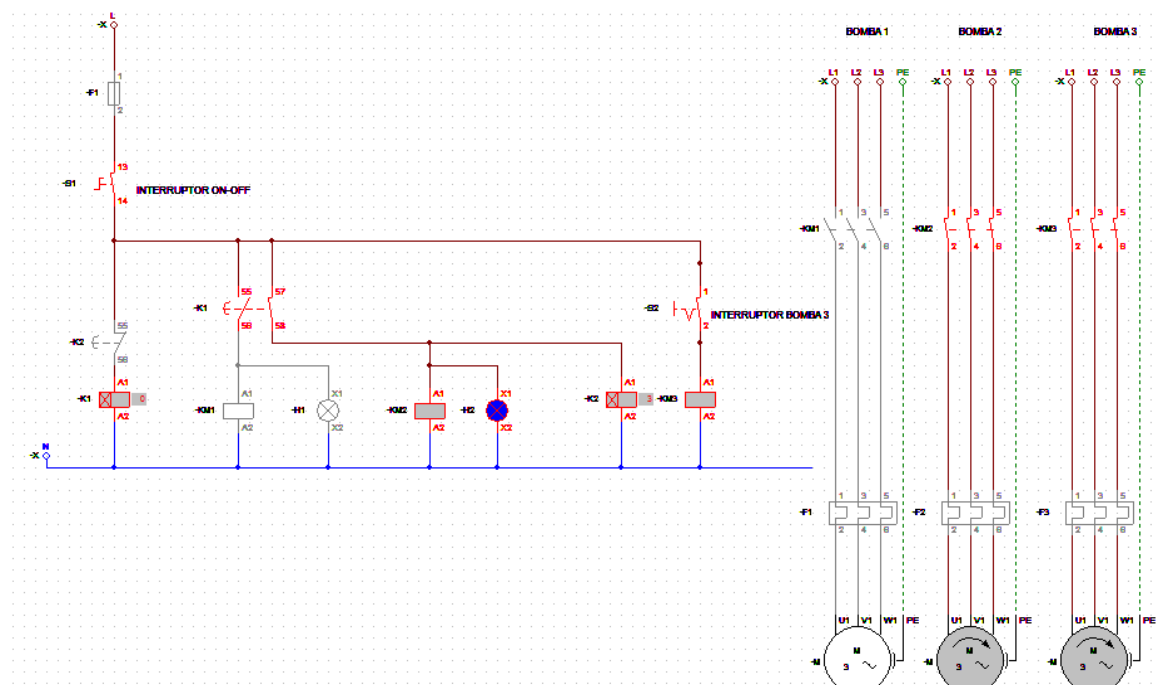 L
-X
1
-F1
2
13
-S1
INTERRUPTOR ON-OFF
14
55 57
-K1
56 58
1
-S2
INTERRUPTOR BOMBA 3
2
55
-K2
56
A1 A1 X1 A1 X1 A1 A1
-K1 0 -KM1 -H1 -KM2 -H2 -K2 3 -KM3
A2 A2 X2 A2 X2 A2 A2
N
-X
BOMBA 1 BOMBA 2 BOMBA 3
L1 L2 L3 PE L1 L2 L3 PE L1 L2 L3 PE
-X -X -X
1 3 5 1 3 5 1 3 5
-KM1 -KM2 -KM3
2 4 6 2 4 6 2 4 6
1 3 5 1 3 5 1 3 5
-F1 -F2 -F3
2 4 6 2 4 6 2 4 6
U1 V1 W1 PE U1 V1 W1 PE U1 V1 W1 PE
M M M
-M 3 -M 3 -M 3